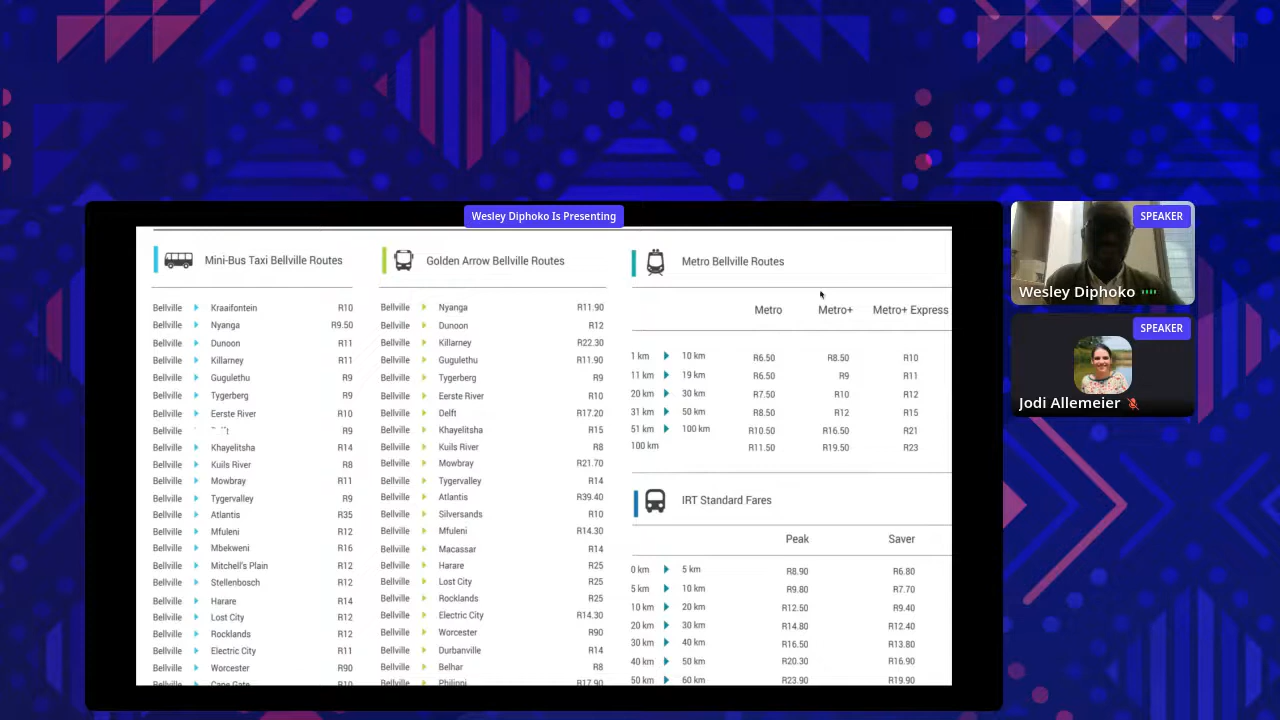 Wesley Diphoko Is Presenting
SPEAKER
Wesley Diphoko
SPEAKER
Jodi Allemeier
Mini-Bus Taxi Bellville Routes
Bellville Kraaifontein R10
Bellville Nyanga R9.50
Bellville Dunoon R11
Bellville Killarney R11
Bellville Gugulethu R9
Bellville Tygerberg R9
Bellville Eerste River R10
Bellville R9
Bellville Khayelitsha R14
Bellville Kuils River R8
Bellville Mowbray R11
Bellville Tygervalley R9
Bellville Atlantis R35
Bellville Mfuleni R12
Bellville Mbekweni R16
Bellville Mitchell's Plain R12
Bellville Stellenbosch R12
Bellville Harare R14
Bellville Lost City R12
Bellville Rocklands R12
Bellville Electric City R11
Bellville Worcester R90
Bellville Cape Gate R10
Golden Arrow Bellville Routes
Bellville Nyanga R11.90
Bellville Dunoon R12
Bellville Killarney R22.30
Bellville Gugulethu R11.90
Bellville Tygerberg R9
Bellville Eerste River R10
Bellville Delft R17.20
Bellville Khayelitsha R15
Bellville Kuils River R8
Bellville Mowbray R21.70
Bellville Tygervalley R14
Bellville Atlantis R39.40
Bellville Silversands R10
Bellville Mfuleni R14.30
Bellville Macassar R14
Bellville Harare R25
Bellville Lost City R25
Bellville Rocklands R25
Bellville Electric City R14.30
Bellville Worcester R90
Bellville Durbanville R14
Bellville Belhar R8
Bellville Philippi R17.90
Metro Bellville Routes
Metro Metro+ Metro+ Express
1 km 10 km R6.50 R8.50 R10
11 km 19 km R6.50 R9 R11
20 km 30 km R7.50 R10 R12
31 km 50 km R8.50 R12 R15
51 km 100 km R10.50 R16.50 R21
100 km R11.50 R19.50 R23
IRT Standard Fares
Peak Saver
0 km 5 km R8.90 R6.80
5 km 10 km R9.80 R7.70
10 km 20 km R12.50 R9.40
20 km 30 km R14.80 R12.40
30 km 40 km R16.50 R13.80
40 km 50 km R20.30 R16.90
50 km 60 km R23.90 R19.90